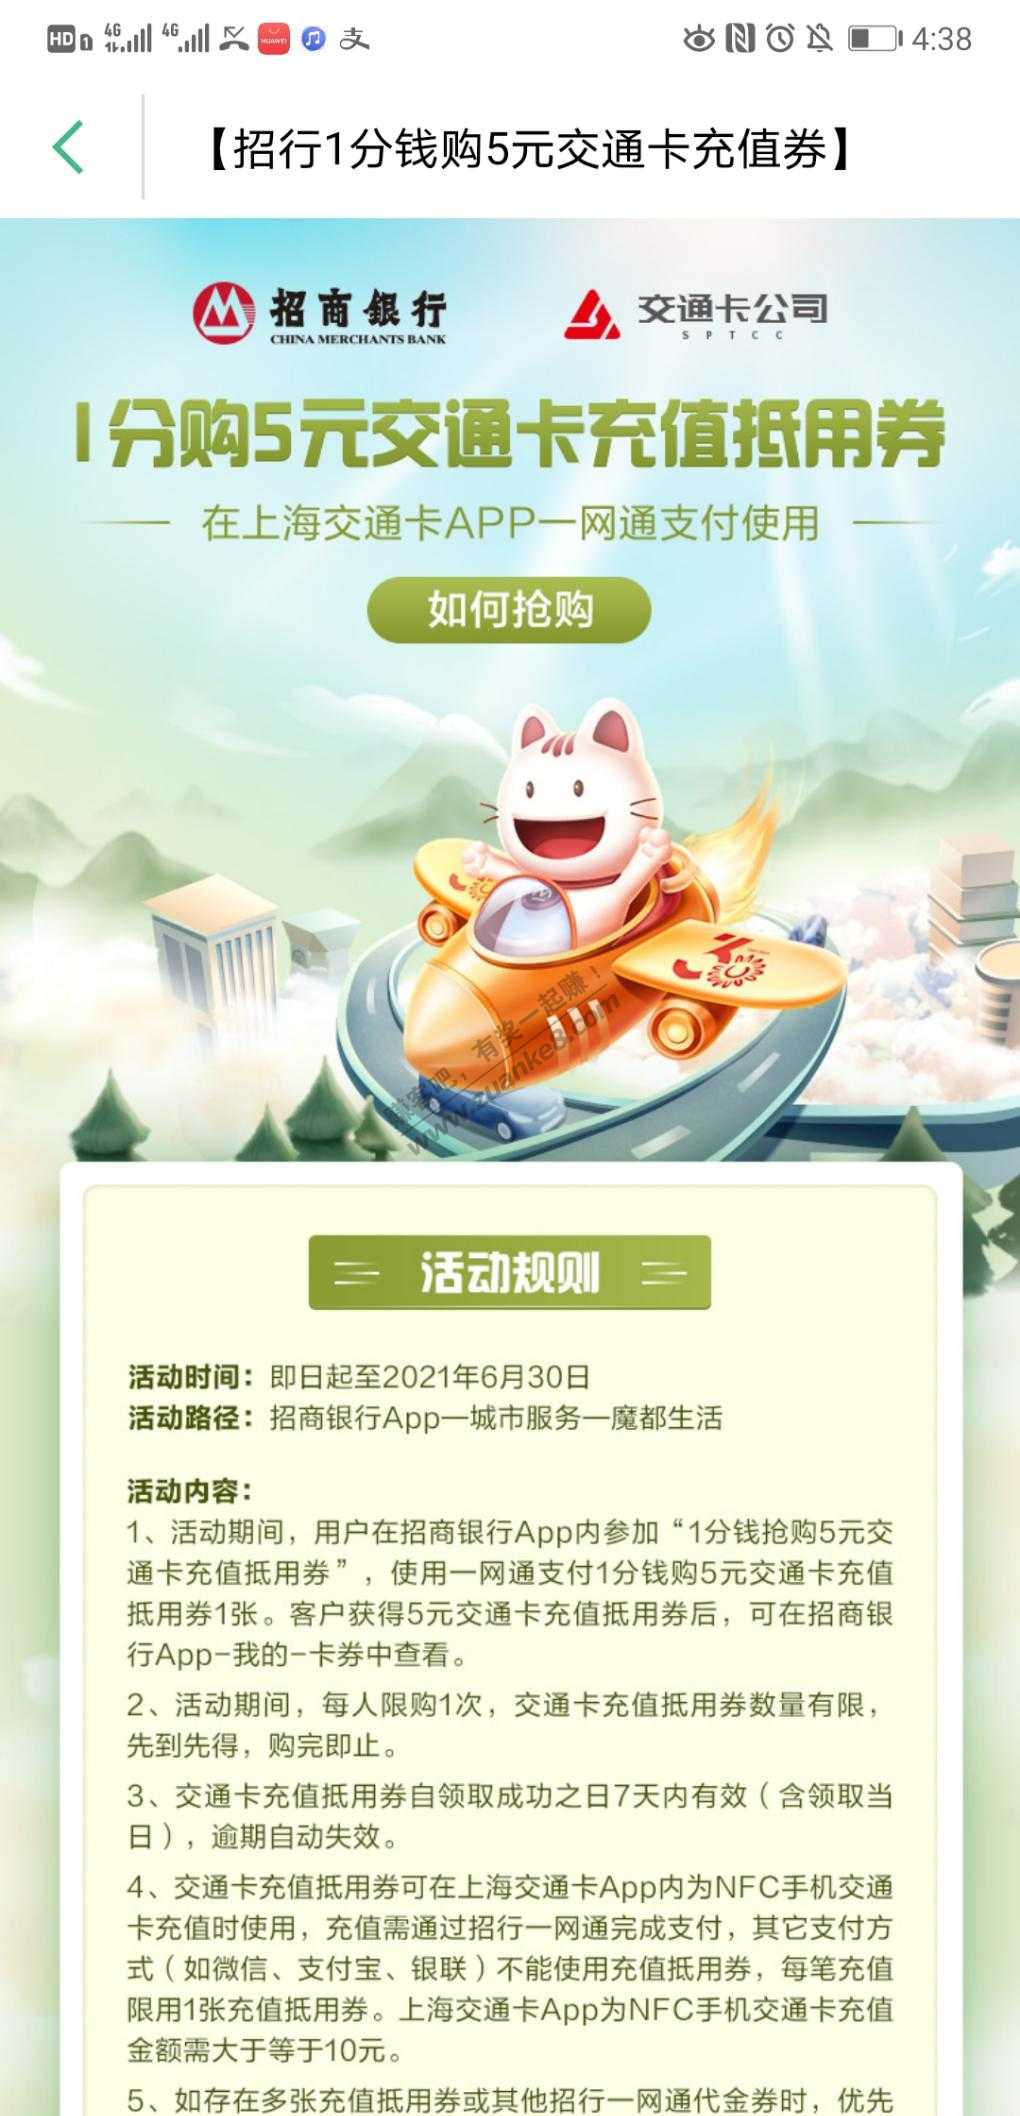 HD 4G 4G HUAWEI 支 4:38
【招行1分钱购5元交通卡充值券】
招商銀行 交通卡公司
CHINA MERCHANTS BANK SPTCC
1分购5元交通卡充值抵用券
在上海交通卡APP一网通支付使用
如何抢购
赚客吧，有奖一起赚！
www.zuanke8.com
活动规则
活动时间：即日起至2021年6月30日
活动路径：招商银行App—城市服务—魔都生活
活动内容：
1、活动期间，用户在招商银行App内参加“1分钱抢购5元交
通卡充值抵用券”，使用一网通支付1分钱购5元交通卡充值
抵用券1张。客户获得5元交通卡充值抵用券后，可在招商银
行App-我的-卡券中查看。
2、活动期间，每人限购1次，交通卡充值抵用券数量有限，
先到先得，购完即止。
3、交通卡充值抵用券自领取成功之日7天内有效（含领取当
日），逾期自动失效。
4、交通卡充值抵用券可在上海交通卡App内为NFC手机交通
卡充值时使用，充值需通过招行一网通完成支付，其它支付方
式（如微信、支付宝、银联）不能使用充值抵用券，每笔充值
限用1张充值抵用券。上海交通卡App为NFC手机交通卡充值
金额需大于等于10元。
5、如存在多张充值抵用券或其他招行一网通代金券时，优先